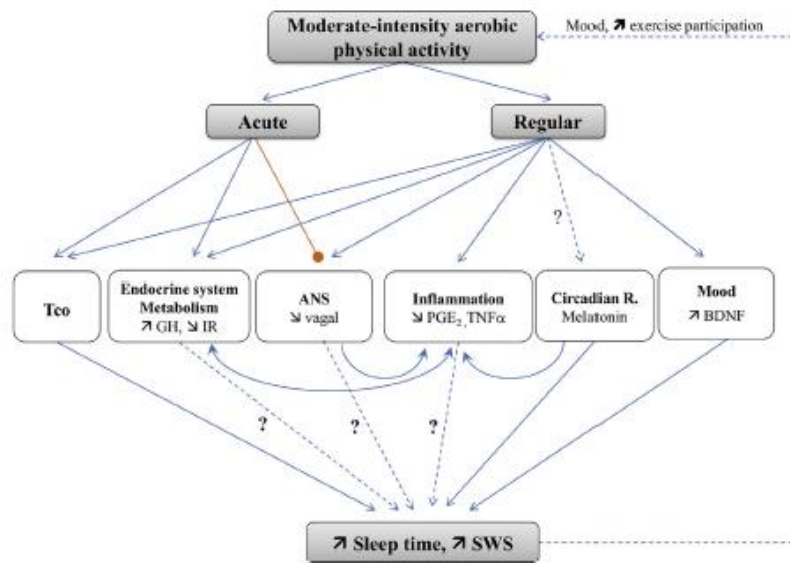 Moderate-intensity aerobic
physical activity
Mood, ↗ exercise participation
Acute
Regular
?
Tco
Endocrine system
Metabolism
↗ GH, ↘ IR
ANS
↘ vagal
Inflammation
↘ PGE₂,TNFα
Circadian R.
Melatonin
Mood
↗ BDNF
?
?
?
↗ Sleep time, ↗ SWS